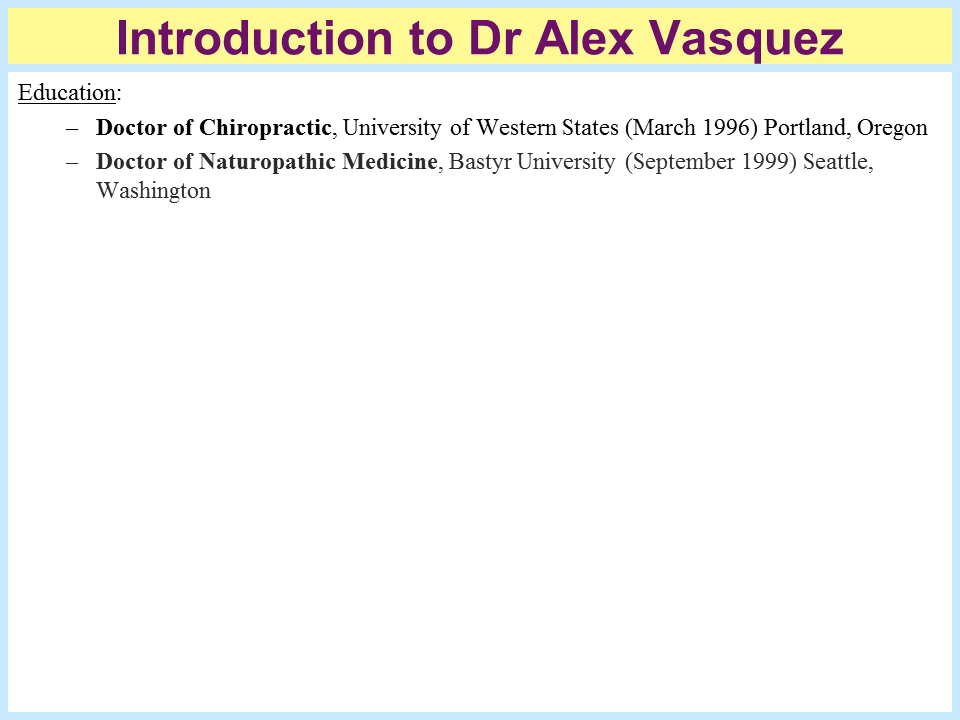 Introduction to Dr Alex Vasquez
Education:
– Doctor of Chiropractic, University of Western States (March 1996) Portland, Oregon
– Doctor of Naturopathic Medicine, Bastyr University (September 1999) Seattle,
Washington